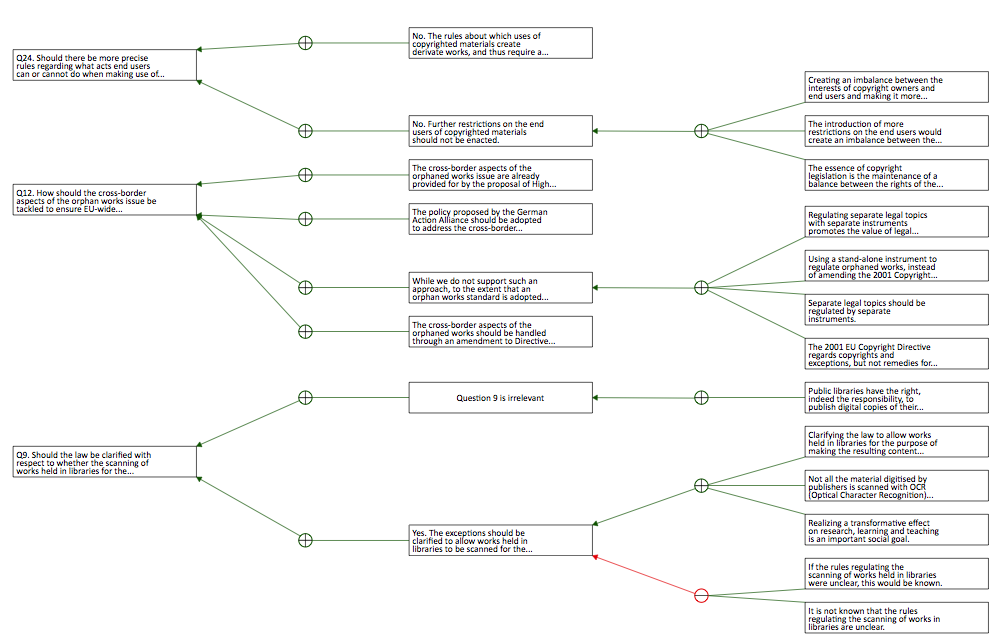 Q24. Should there be more precise
rules regarding what acts end users
can or cannot do when making use of...
No. The rules about which uses of
copyrighted materials create
derivate works, and thus require a...
No. Further restrictions on the end
users of copyrighted materials
should not be enacted.
Creating an imbalance between the
interests of copyright owners and
end users and making it more...
The introduction of more
restrictions on the end users would
create an imbalance between the...
The essence of copyright
legislation is the maintenance of a
balance between the rights of the...
Q12. How should the cross-border
aspects of the orphan works issue be
tackled to ensure EU-wide...
The cross-border aspects of the
orphaned works issue are already
provided for by the proposal of High...
The policy proposed by the German
Action Alliance should be adopted
to address the cross-border...
While we do not support such an
approach, to the extent that an
orphan works standard is adopted...
The cross-border aspects of the
orphaned works should be handled
through an amendment to Directive...
Regulating separate legal topics
with separate instruments
promotes the value of legal...
Using a stand-alone instrument to
regulate orphaned works, instead
of amending the 2001 Copyright...
Separate legal topics should be
regulated by separate
instruments.
The 2001 EU Copyright Directive
regards copyrights and
exceptions, but not remedies for...
Q9. Should the law be clarified with
respect to whether the scanning of
works held in libraries for the...
Question 9 is irrelevant
Public libraries have the right,
indeed the responsibility, to
publish digital copies of their...
Yes. The exceptions should be
clarified to allow works held in
libraries to be scanned for the...
Clarifying the law to allow works
held in libraries for the purpose of
making the resulting content...
Not all the material digitised by
publishers is scanned with OCR
(Optical Character Recognition)...
Realizing a transformative effect
on research, learning and teaching
is an important social goal.
If the rules regulating the
scanning of works held in libraries
were unclear, this would be known.
It is not known that the rules
regulating the scanning of works in
libraries are unclear.